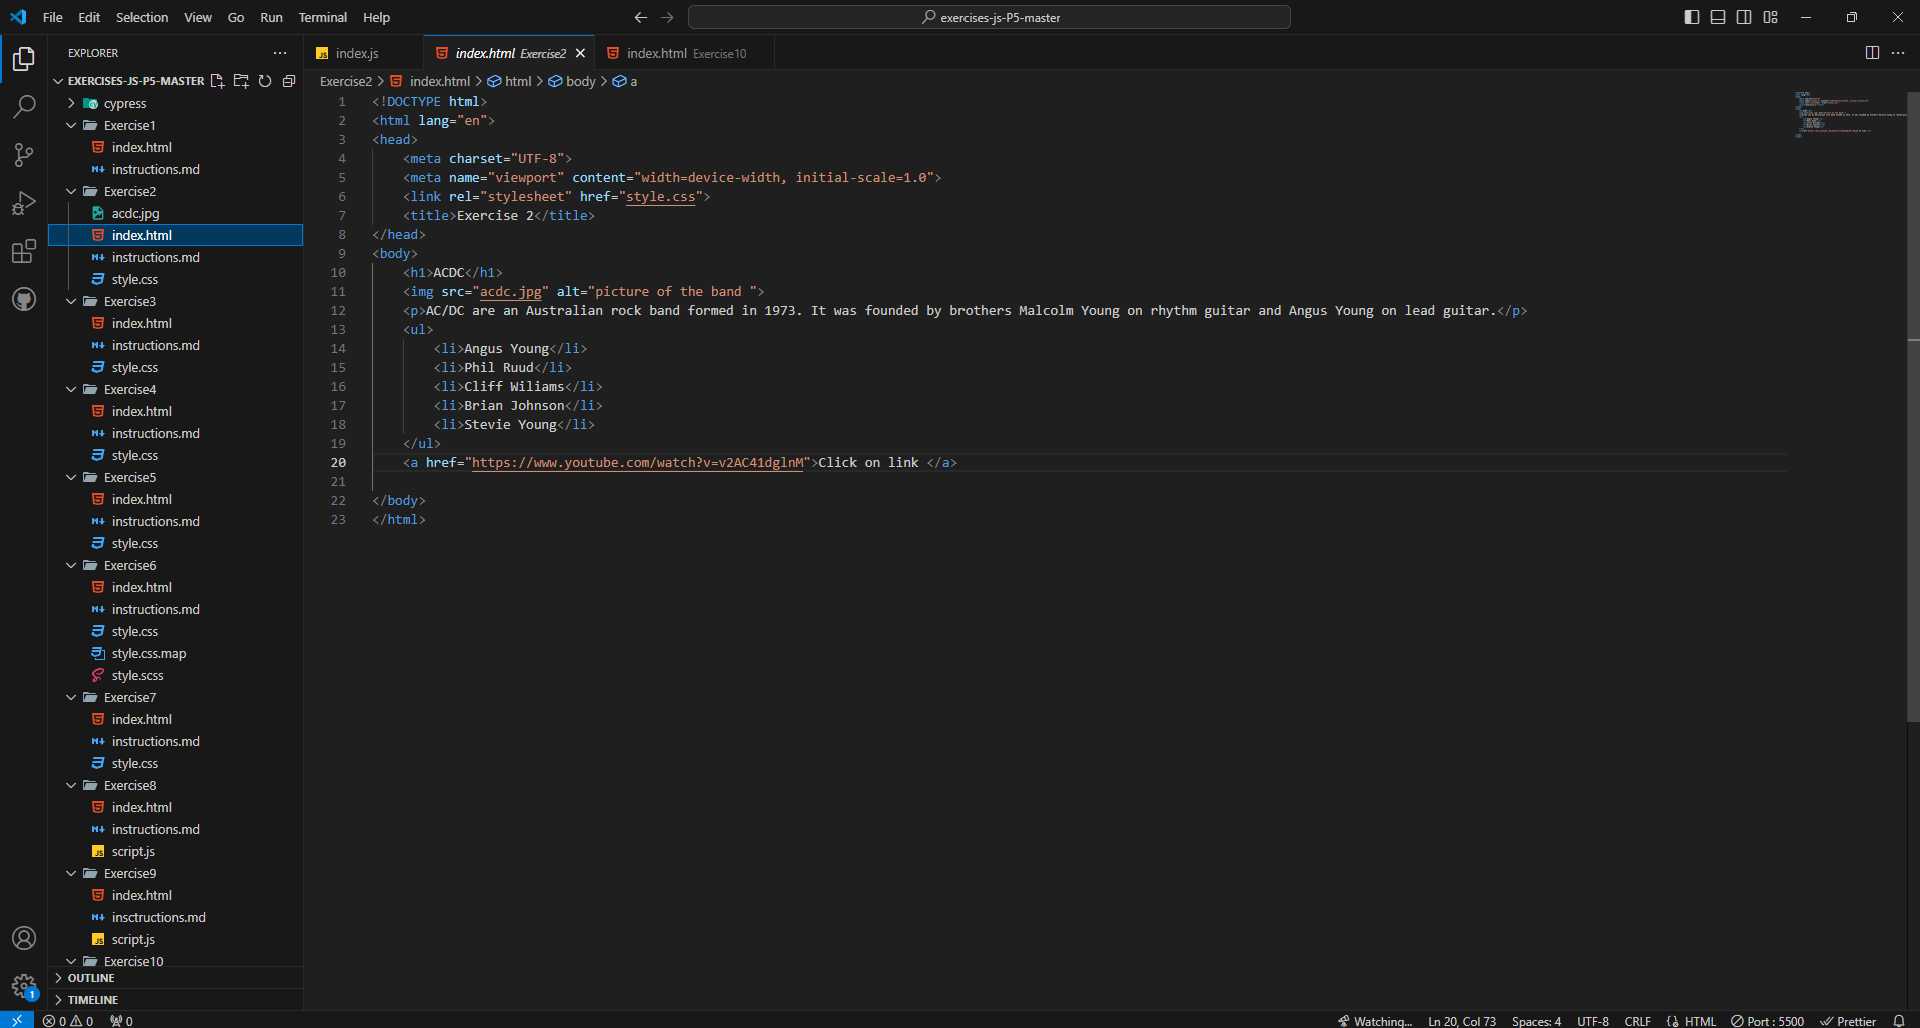 File Edit Selection View Go Run Terminal Help
exercises-js-P5-master
EXPLORER
EXERCISES-JS-P5-MASTER
cypress
Exercise1
index.html
instructions.md
Exercise2
acdc.jpg
index.html
instructions.md
style.css
Exercise3
index.html
instructions.md
style.css
Exercise4
index.html
instructions.md
style.css
Exercise5
index.html
instructions.md
style.css
Exercise6
index.html
instructions.md
style.css
style.css.map
style.scss
Exercise7
index.html
instructions.md
style.css
Exercise8
index.html
instructions.md
script.js
Exercise9
index.html
insctructions.md
script.js
Exercise10
OUTLINE
TIMELINE
index.js
index.html Exercise2
index.html Exercise10
Exercise2 > index.html > html > body > a
1 <!DOCTYPE html>
2 <html lang="en">
3 <head>
4 <meta charset="UTF-8">
5 <meta name="viewport" content="width=device-width, initial-scale=1.0">
6 <link rel="stylesheet" href="style.css">
7 <title>Exercise 2</title>
8 </head>
9 <body>
10 <h1>ACDC</h1>
11 <img src="acdc.jpg" alt="picture of the band ">
12 <p>AC/DC are an Australian rock band formed in 1973. It was founded by brothers Malcolm Young on rhythm guitar and Angus Young on lead guitar.</p>
13 <ul>
14 <li>Angus Young</li>
15 <li>Phil Ruud</li>
16 <li>Cliff Wiliams</li>
17 <li>Brian Johnson</li>
18 <li>Stevie Young</li>
19 </ul>
20 <a href="https://www.youtube.com/watch?v=v2AC41dglnM">Click on link </a>
21
22 </body>
23 </html>
1
0 0 0
Watching... Ln 20, Col 73 Spaces: 4 UTF-8 CRLF HTML Port : 5500 Prettier